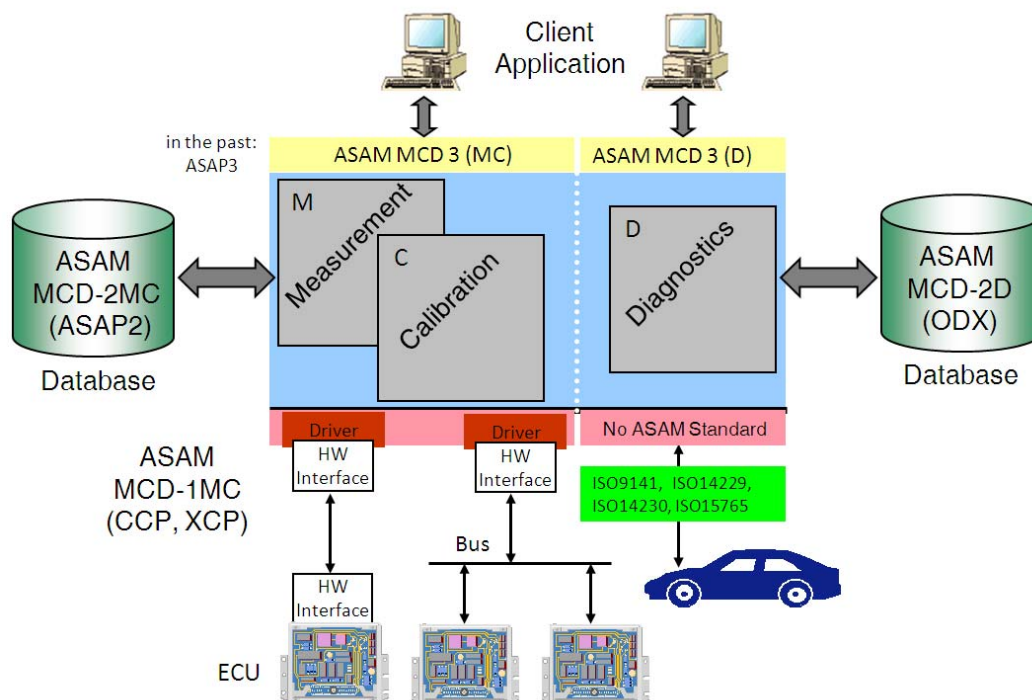 Client
Application
in the past:
ASAP3
ASAM MCD 3 (MC)
ASAM MCD 3 (D)
M
Measurement
C
Calibration
D
Diagnostics
ASAM
MCD-2MC
(ASAP2)
Database
ASAM
MCD-2D
(ODX)
Database
Driver
HW
Interface
Driver
HW
Interface
No ASAM Standard
ASAM
MCD-1MC
(CCP, XCP)
ISO9141, ISO14229,
ISO14230, ISO15765
Bus
HW
Interface
ECU